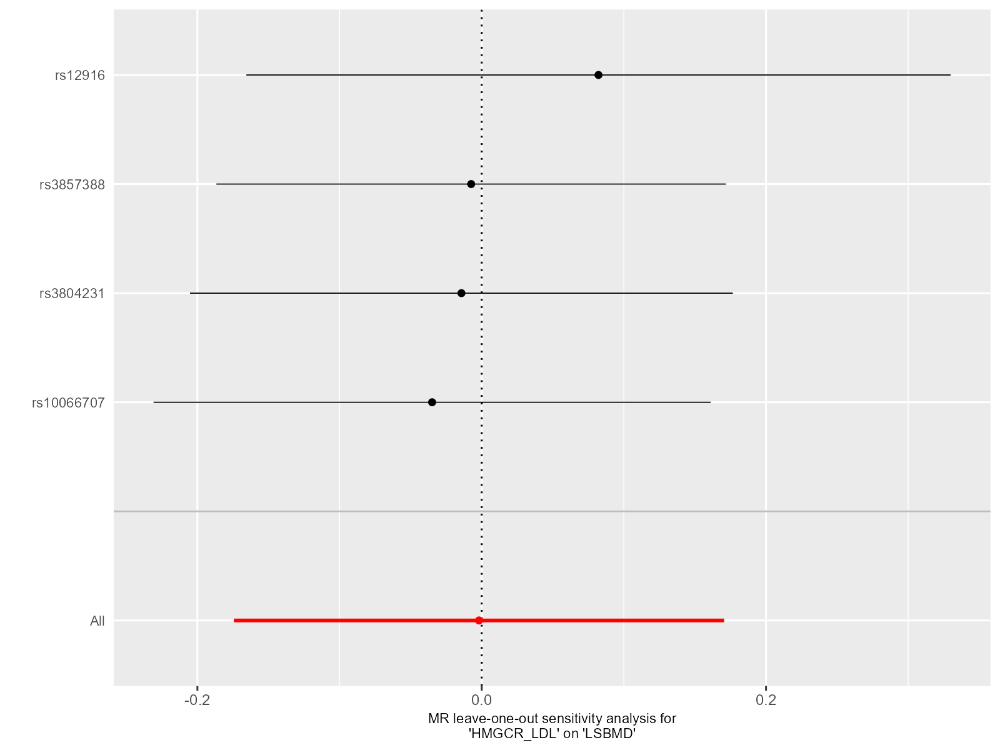 rs12916
rs3857388
rs3804231
rs10066707
All
-0.2 0.0 0.2
MR leave-one-out sensitivity analysis for
'HMGCR_LDL' on 'LSBMD'